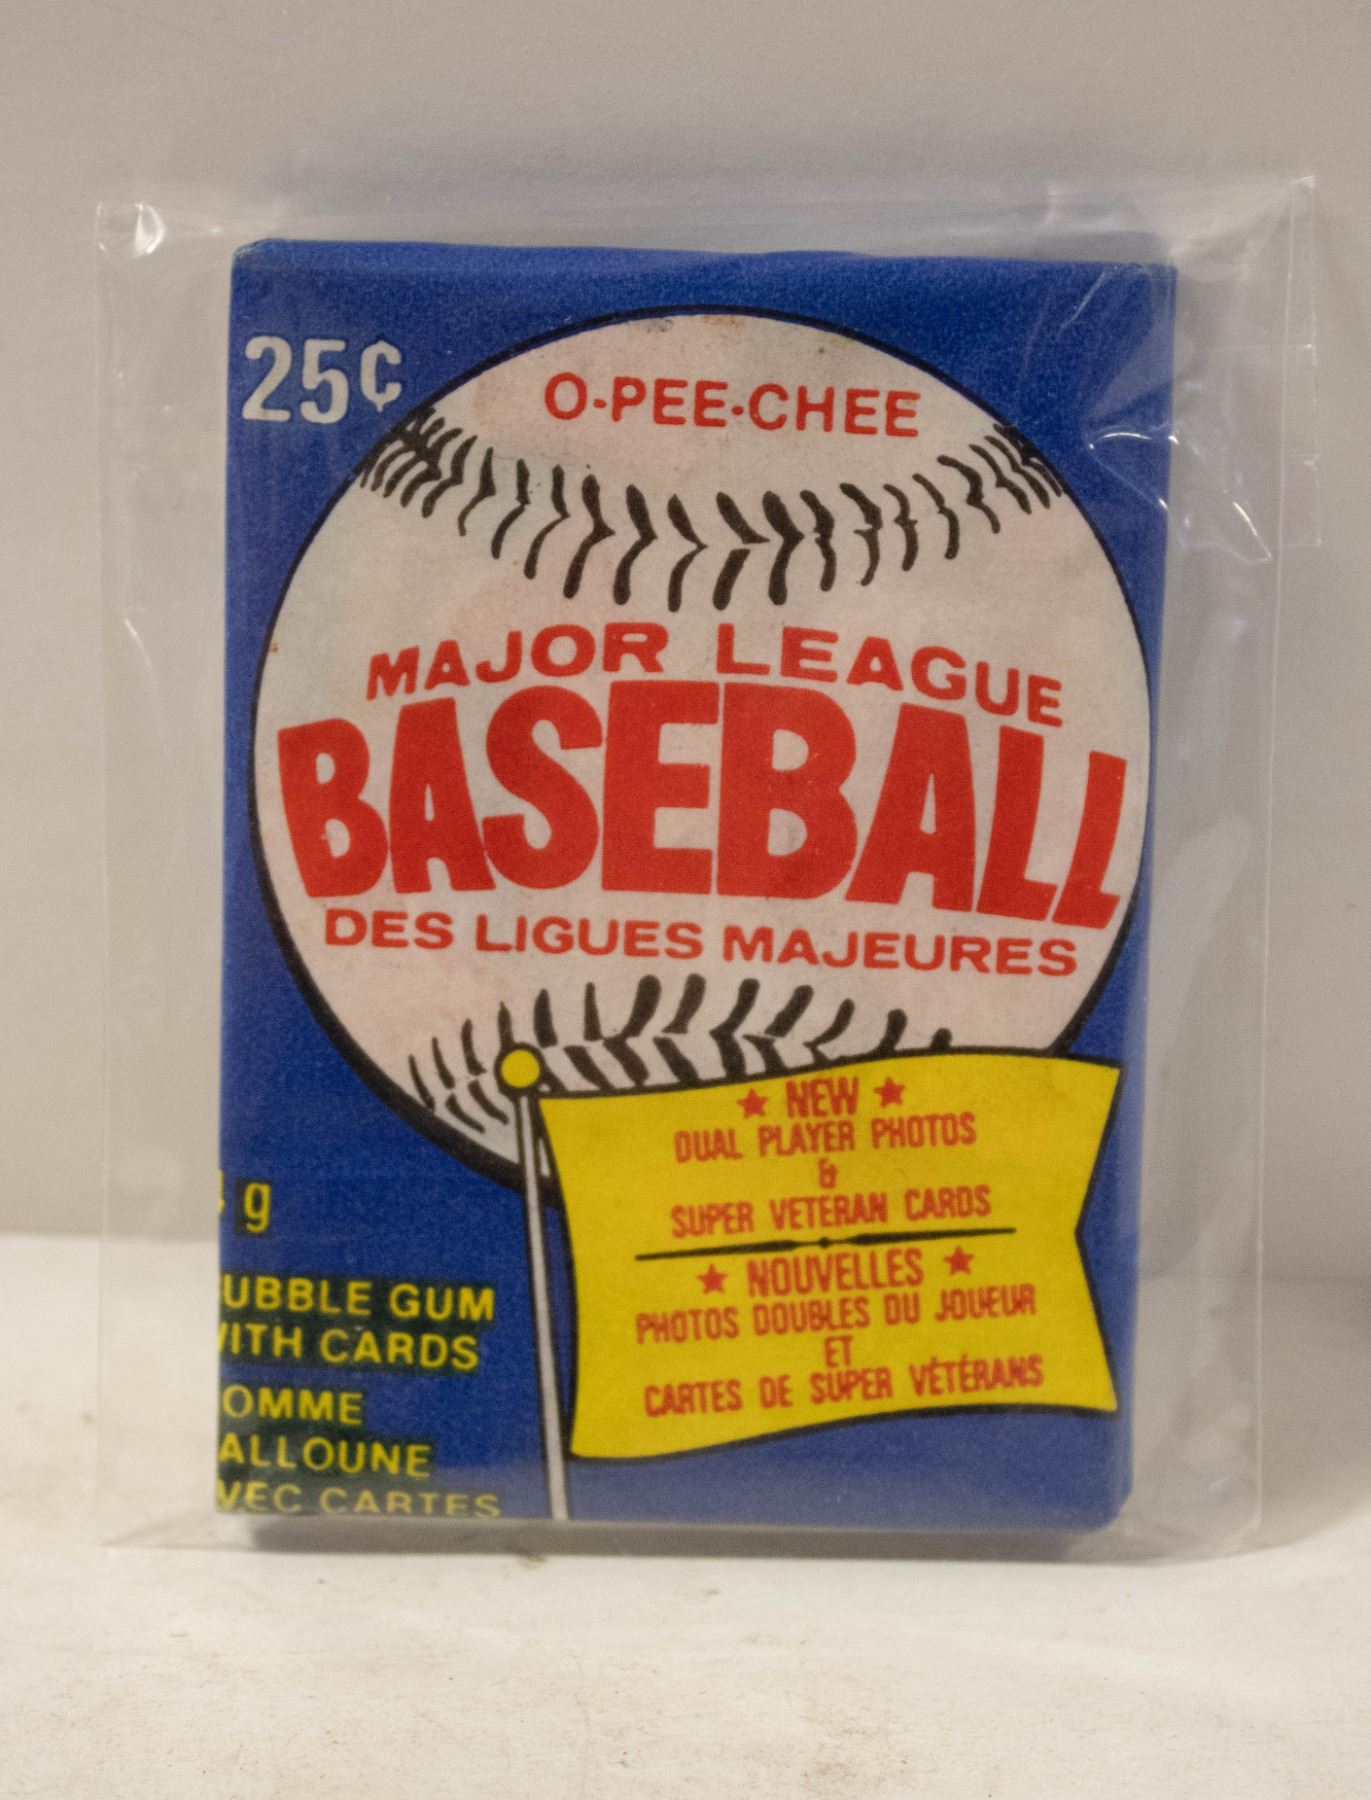 25¢
O-PEE-CHEE
MAJOR LEAGUE
BASEBALL
DES LIGUES MAJEURES
★ NEW ★
DUAL PLAYER PHOTOS
&
SUPER VETERAN CARDS
★ NOUVELLES ★
PHOTOS DOUBLES DU JOUEUR
ET
CARTES DE SUPER VÉTÉRANS
g
UBBLE GUM
WITH CARDS
OMME
ALLOUNE
VEC CARTES